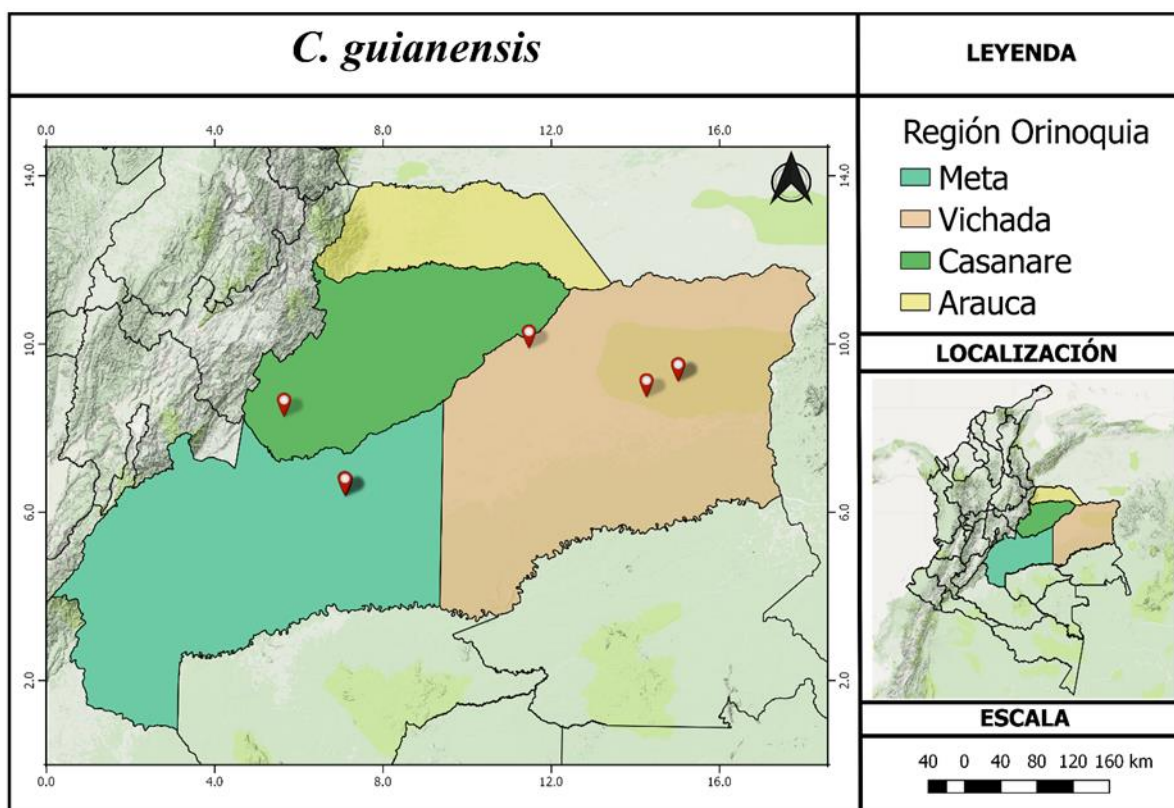 C. guianensis
LEYENDA
Región Orinoquia
Meta
Vichada
Casanare
Arauca
LOCALIZACIÓN
ESCALA
40 0 40 80 120 160 km
0.0 4.0 8.0 12.0 16.0
14.0 14.0
10.0 10.0
6.0 6.0
2.0 2.0
0.0 4.0 8.0 12.0 16.0